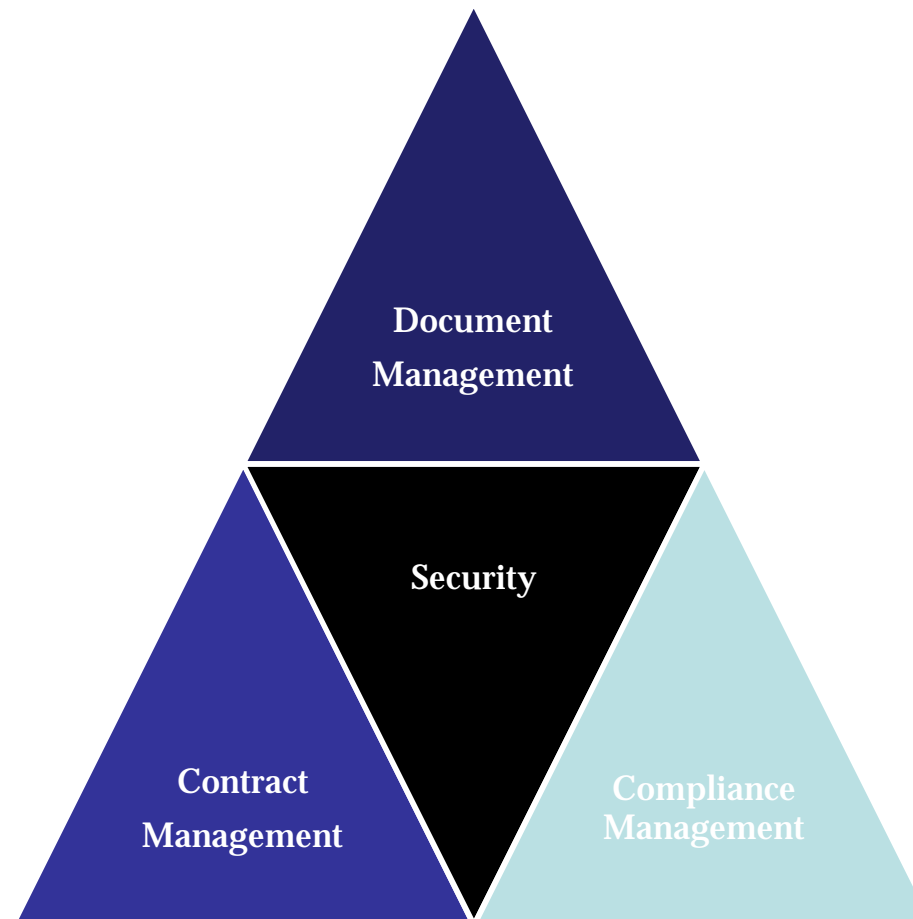 Document
Management
Security
Contract
Management
Compliance
Management